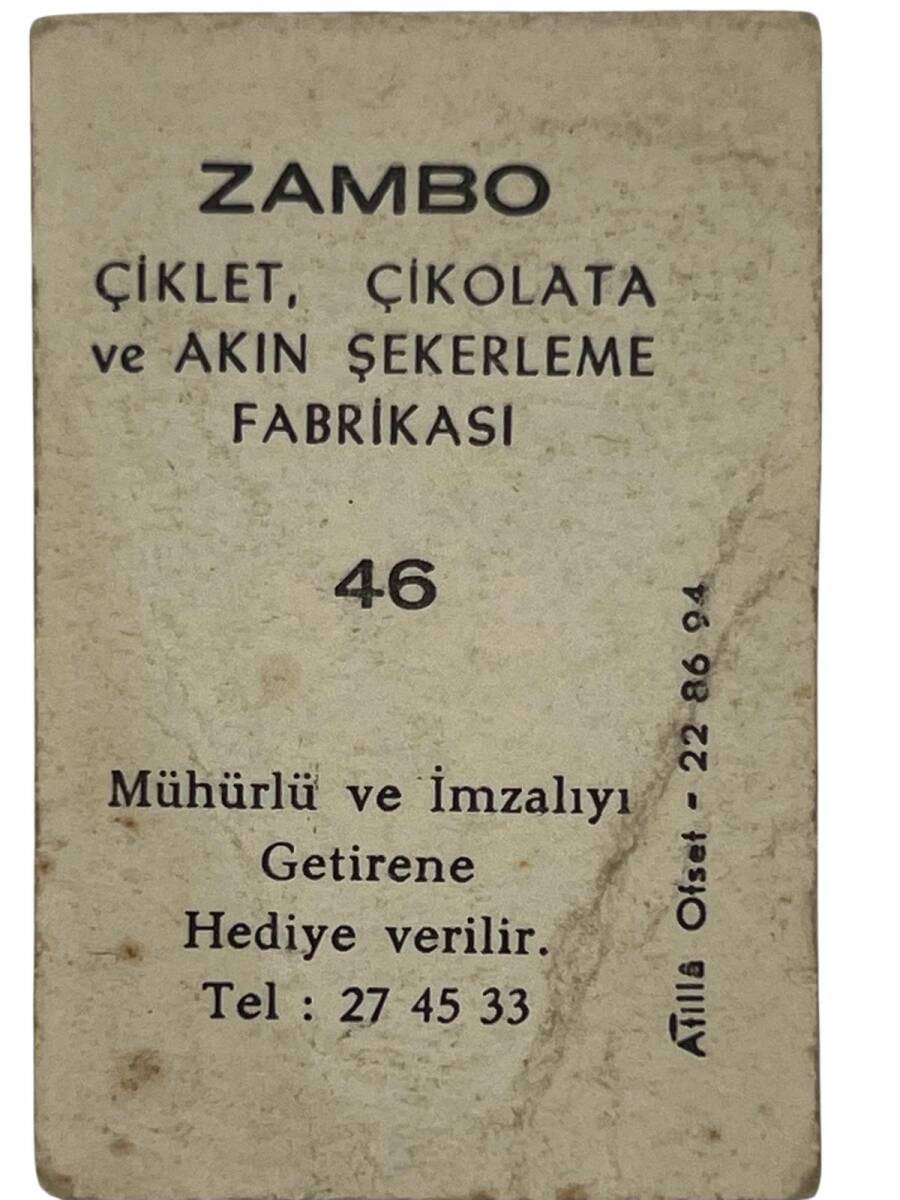 ZAMBO
ÇİKLET, ÇİKOLATA
ve AKIN ŞEKERLEME
FABRİKASI
46
Mühürlü ve İmzalıyı
Getirene
Hediye verilir.
Tel : 27 45 33
Atillâ Ofset - 22 86 94